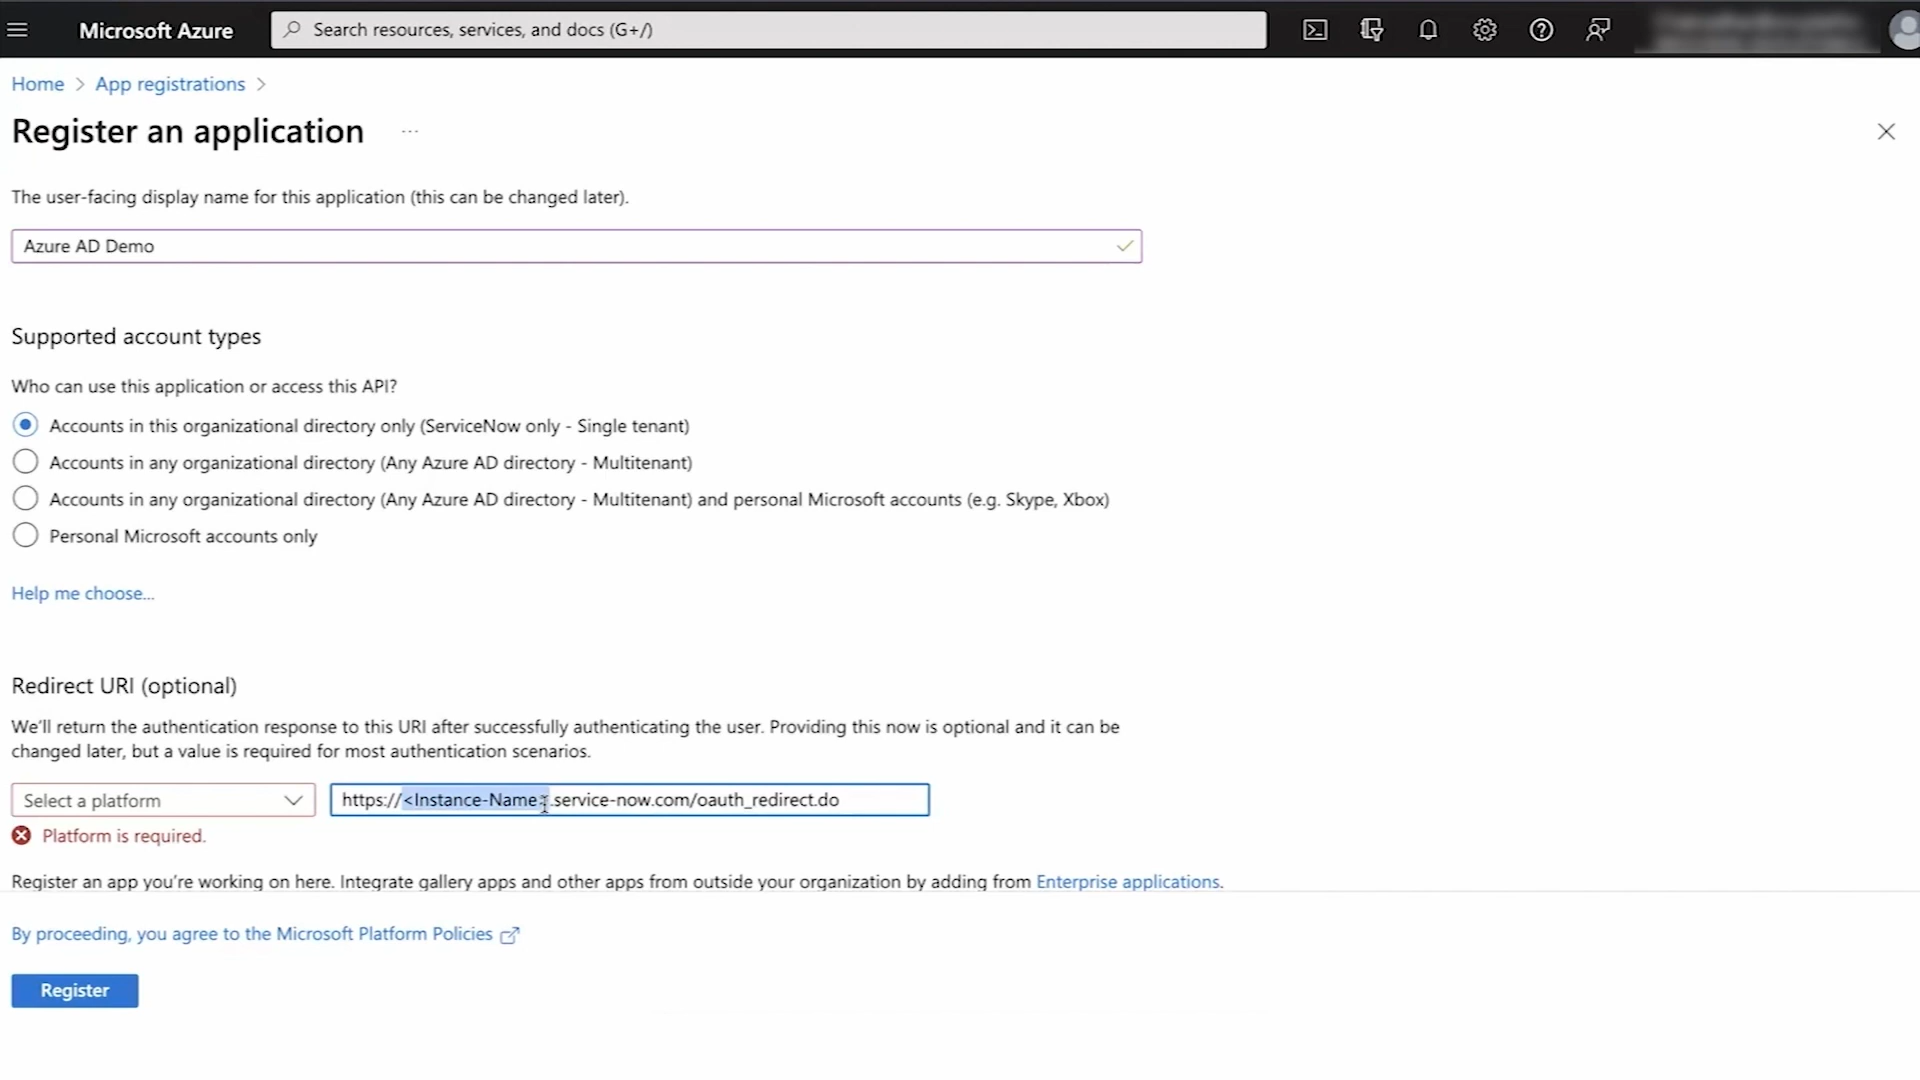 Microsoft Azure
Search resources, services, and docs (G+/)
Home > App registrations >
Register an application ...
The user-facing display name for this application (this can be changed later).
Azure AD Demo
Supported account types
Who can use this application or access this API?
Accounts in this organizational directory only (ServiceNow only - Single tenant)
Accounts in any organizational directory (Any Azure AD directory - Multitenant)
Accounts in any organizational directory (Any Azure AD directory - Multitenant) and personal Microsoft accounts (e.g. Skype, Xbox)
Personal Microsoft accounts only
Help me choose...
Redirect URI (optional)
We'll return the authentication response to this URI after successfully authenticating the user. Providing this now is optional and it can be
changed later, but a value is required for most authentication scenarios.
Select a platform
https://<Instance-Name>.service-now.com/oauth_redirect.do
Platform is required.
Register an app you're working on here. Integrate gallery apps and other apps from outside your organization by adding from Enterprise applications.
By proceeding, you agree to the Microsoft Platform Policies
Register